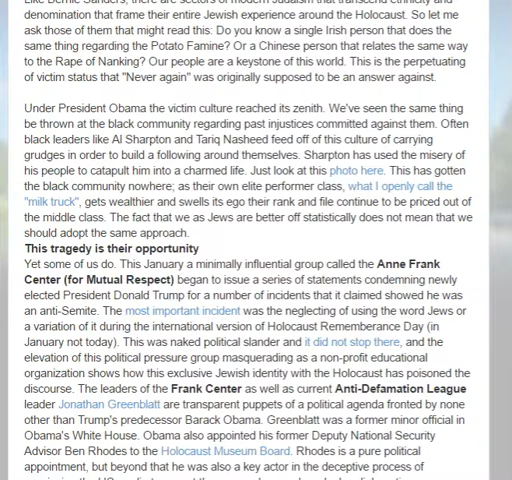 Like Bernie Sanders, there are sectors of modern Judaism that transcend ethnicity and
denomination that frame their entire Jewish experience around the Holocaust. So let me
ask those of them that might read this: Do you know a single Irish person that does the
same thing regarding the Potato Famine? Or a Chinese person that relates the same way
to the Rape of Nanking? Our people are a keystone of this world. This is the perpetuating
of victim status that "Never again" was originally supposed to be an answer against.
Under President Obama the victim culture reached its zenith. We've seen the same thing
be thrown at the black community regarding past injustices committed against them. Often
black leaders like Al Sharpton and Tariq Nasheed feed off of this culture of carrying
grudges in order to build a following around themselves. Sharpton has used the misery of
his people to catapult him into a charmed life. Just look at this photo here. This has gotten
the black community nowhere; as their own elite performer class, what I openly call the
"milk truck", gets wealthier and swells its ego their rank and file continue to be priced out of
the middle class. The fact that we as Jews are better off statistically does not mean that we
should adopt the same approach.
This tragedy is their opportunity
Yet some of us do. This January a minimally influential group called the Anne Frank
Center (for Mutual Respect) began to issue a series of statements condemning newly
elected President Donald Trump for a number of incidents that it claimed showed he was
an anti-Semite. The most important incident was the neglecting of using the word Jews or
a variation of it during the international version of Holocaust Rememberance Day (in
January not today). This was naked political slander and it did not stop there, and the
elevation of this political pressure group masquerading as a non-profit educational
organization shows how this exclusive Jewish identity with the Holocaust has poisoned the
discourse. The leaders of the Frank Center as well as current Anti-Defamation League
leader Jonathan Greenblatt are transparent puppets of a political agenda fronted by none
other than Trump's predecessor Barack Obama. Greenblatt was a former minor official in
Obama's White House. Obama also appointed his former Deputy National Security
Advisor Ben Rhodes to the Holocaust Museum Board. Rhodes is a pure political
appointment, but beyond that he was also a key actor in the deceptive process of